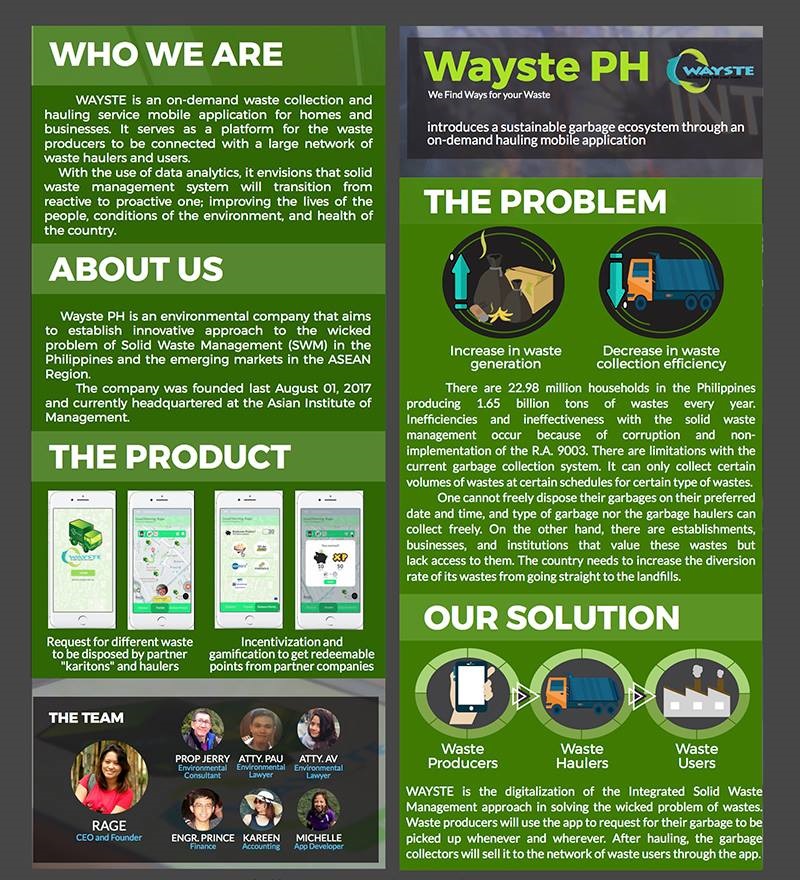 WHO WE ARE
WAYSTE is an on-demand waste collection and
hauling service mobile application for homes and
businesses. It serves as a platform for the waste
producers to be connected with a large network of
waste haulers and users.
With the use of data analytics, it envisions that solid
waste management system will transition from
reactive to proactive one; improving the lives of the
people, conditions of the environment, and health of
the country.
ABOUT US
Wayste PH is an environmental company that aims
to establish innovative approach to the wicked
problem of Solid Waste Management (SWM) in the
Philippines and the emerging markets in the ASEAN
Region.
The company was founded last August 01, 2017
and currently headquartered at the Asian Institute of
Management.
THE PRODUCT
WAYSTE
XP
10
50
Request for different waste
to be disposed by partner
"karitons" and haulers
Incentivization and
gamification to get redeemable
points from partner companies
THE TEAM
RAGE
CEO and Founder
PROP JERRY
Environmental
Consultant
ATTY. PAU
Environmental
Lawyer
ATTY. AV
Environmental
Lawyer
ENGR. PRINCE
Finance
KAREEN
Accounting
MICHELLE
App Developer
Wayste PH
WAYSTE
We Find Ways for your Waste
introduces a sustainable garbage ecosystem through an
on-demand hauling mobile application
THE PROBLEM
Increase in waste
generation
Decrease in waste
collection efficiency
There are 22.98 million households in the Philippines
producing 1.65 billion tons of wastes every year.
Inefficiencies and ineffectiveness with the solid waste
management occur because of corruption and non-
implementation of the R.A. 9003. There are limitations with the
current garbage collection system. It can only collect certain
volumes of wastes at certain schedules for certain type of wastes.
One cannot freely dispose their garbages on their preferred
date and time, and type of garbage nor the garbage haulers can
collect freely. On the other hand, there are establishments,
businesses, and institutions that value these wastes but
lack access to them. The country needs to increase the diversion
rate of its wastes from going straight to the landfills.
OUR SOLUTION
Waste
Producers
Waste
Haulers
Waste
Users
WAYSTE is the digitalization of the Integrated Solid Waste
Management approach in solving the wicked problem of wastes.
Waste producers will use the app to request for their garbage to be
picked up whenever and wherever. After hauling, the garbage
collectors will sell it to the network of waste users through the app.